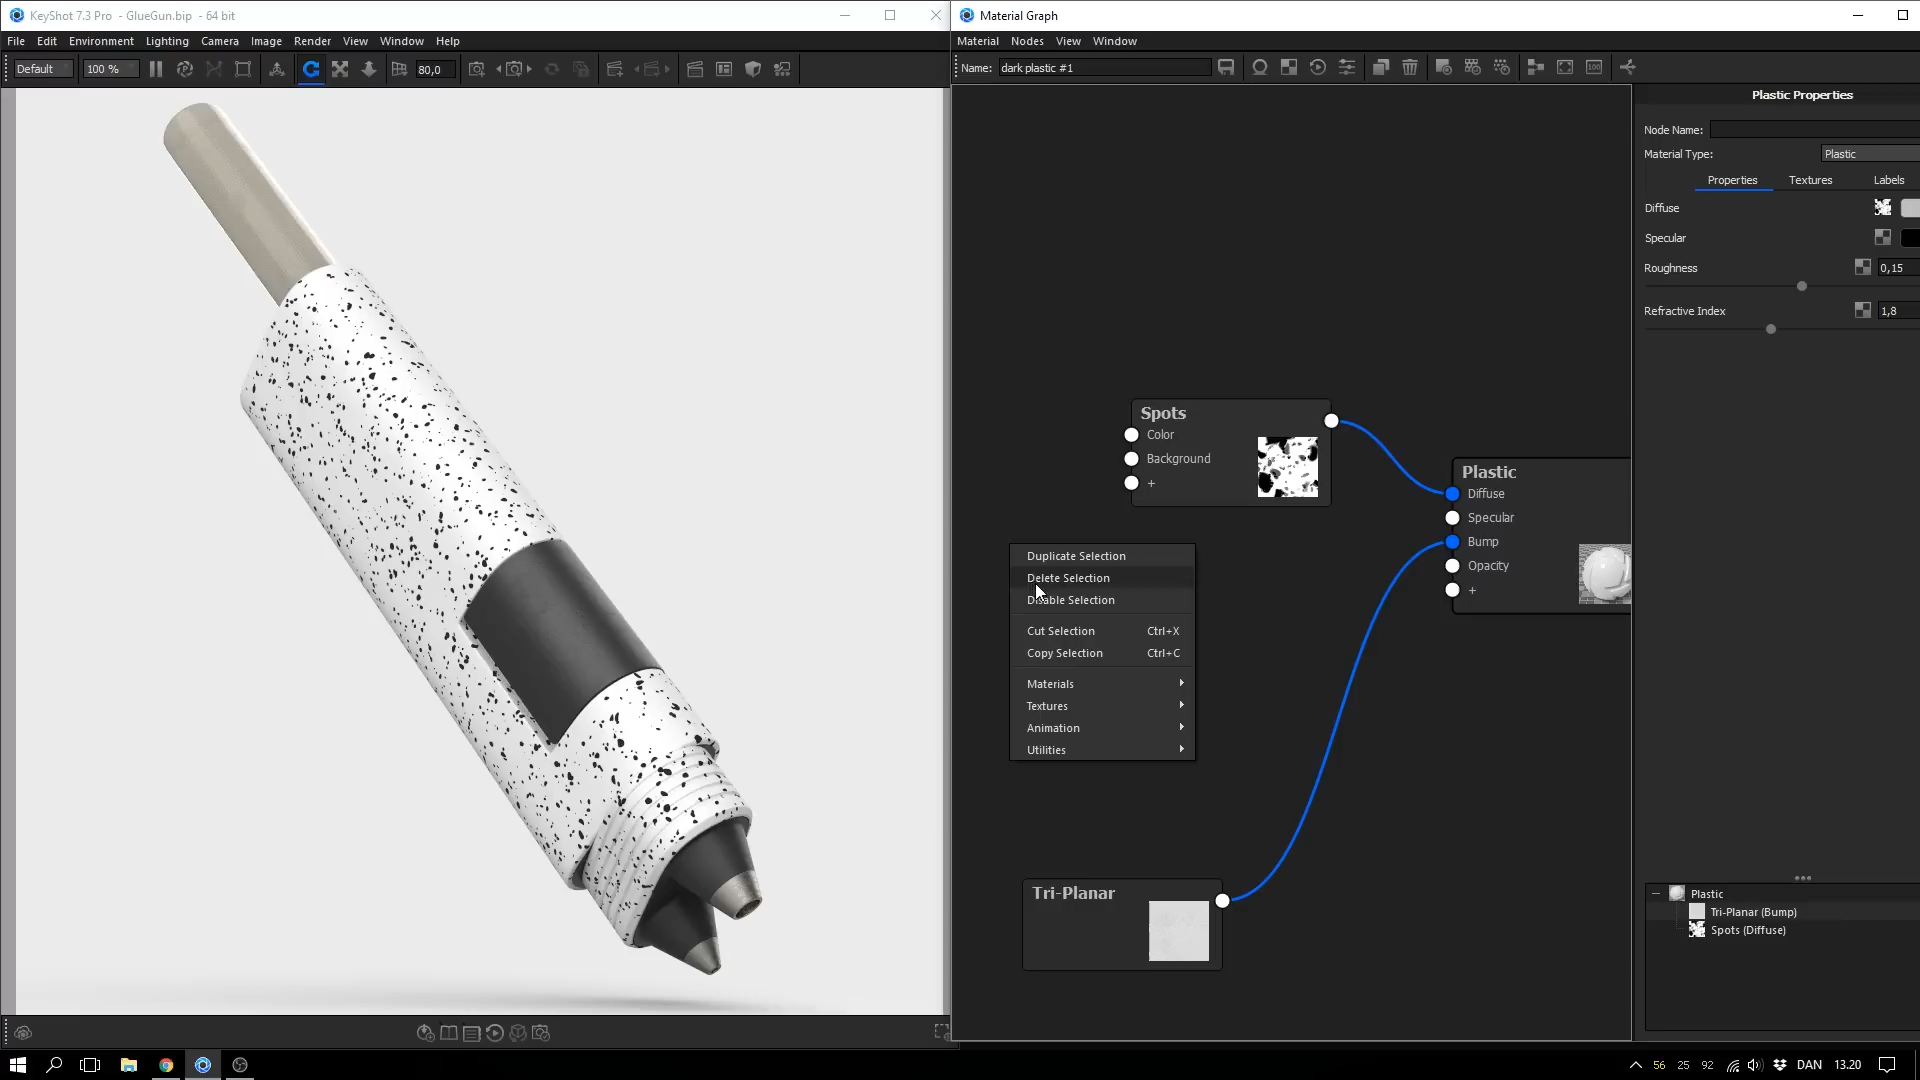 KeyShot 7.3 Pro - GlueGun.bip - 64 bit
File Edit Environment Lighting Camera Image Render View Window Help
Default 100 % 80,0
Material Graph
Material Nodes View Window
Name: dark plastic #1
Spots
Color
Background
+
Plastic
Diffuse
Specular
Bump
Opacity
+
Duplicate Selection
Delete Selection
Disable Selection
Cut Selection Ctrl+X
Copy Selection Ctrl+C
Materials
Textures
Animation
Utilities
Tri-Planar
Plastic Properties
Node Name:
Material Type: Plastic
Properties Textures Labels
Diffuse
Specular
Roughness 0,15
Refractive Index 1,8
Plastic
Tri-Planar (Bump)
Spots (Diffuse)
56 25 92 DAN 13.20